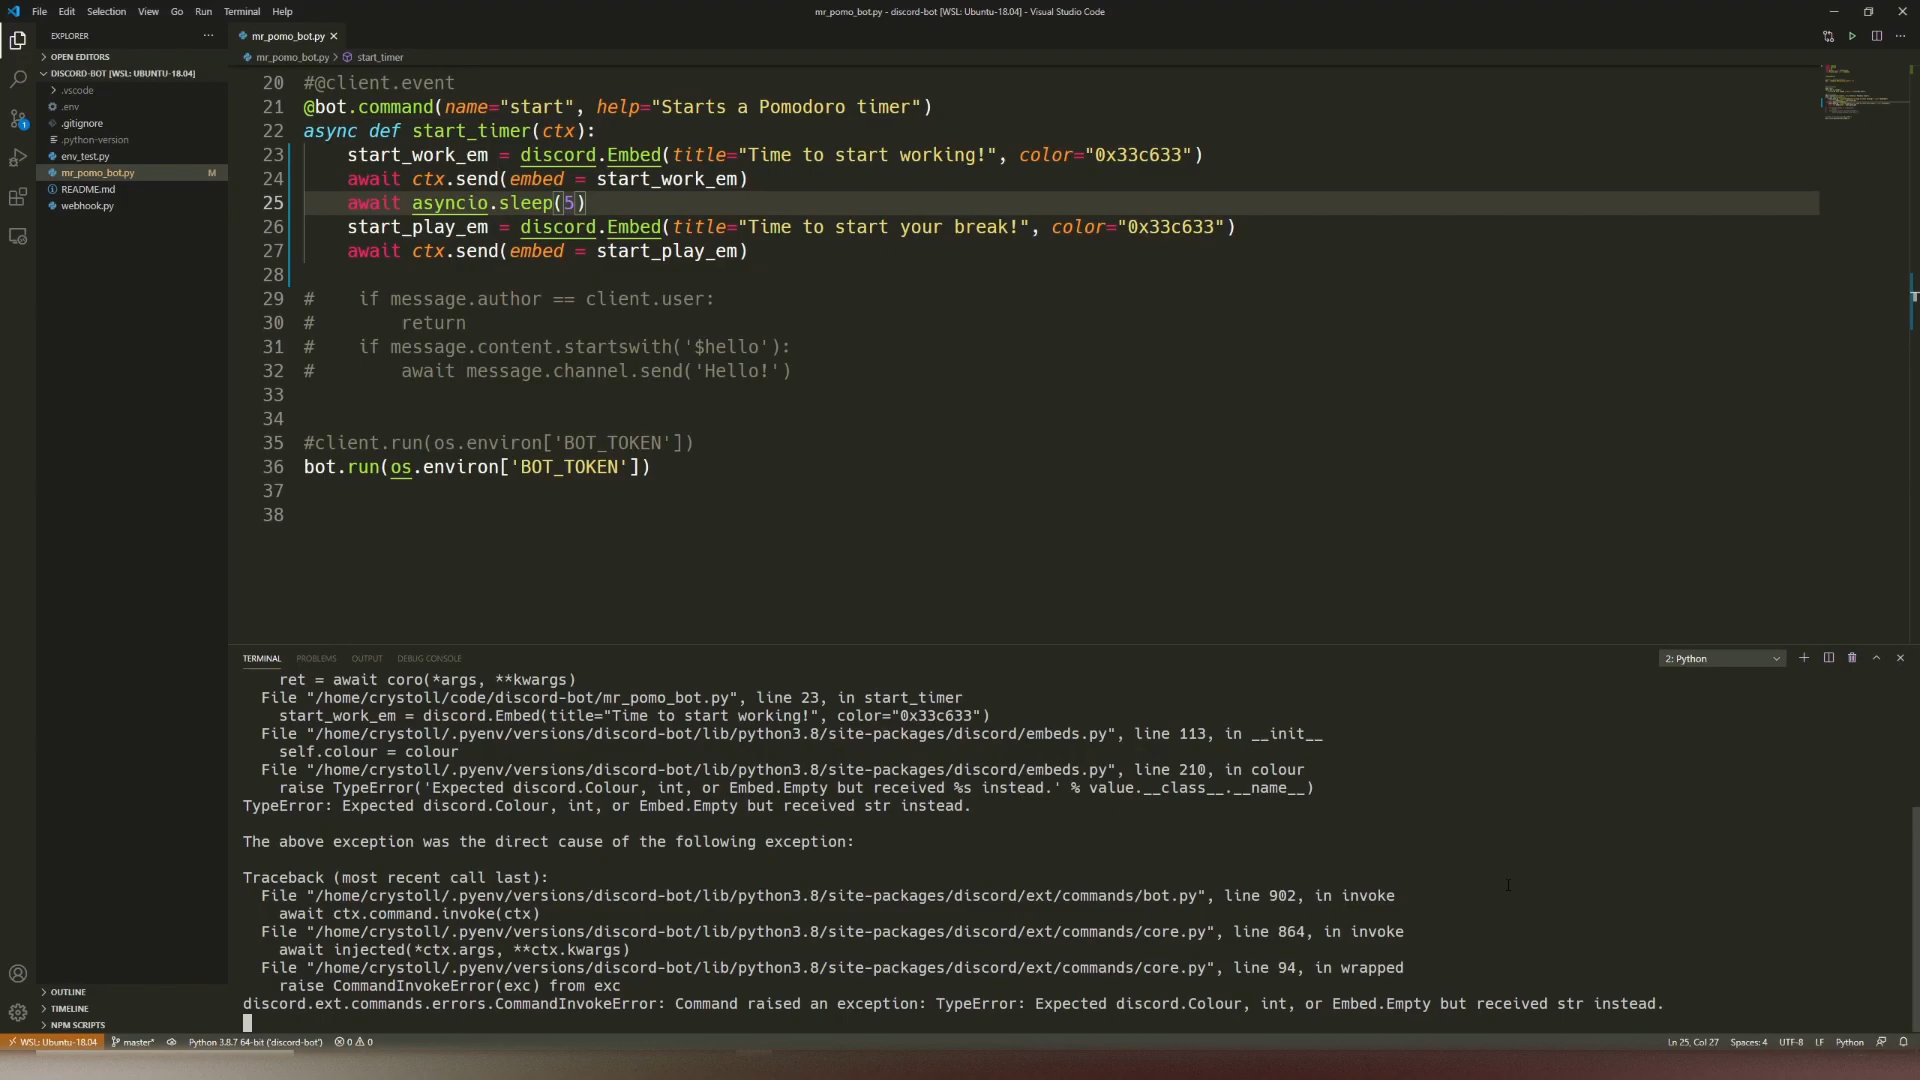 File Edit Selection View Go Run Terminal Help
mr_pomo_bot.py - discord-bot [WSL: Ubuntu-18.04] - Visual Studio Code
EXPLORER
OPEN EDITORS
DISCORD-BOT [WSL: UBUNTU-18.04]
.vscode
.env
.gitignore
.python-version
env_test.py
mr_pomo_bot.py M
README.md
webhook.py
OUTLINE
TIMELINE
NPM SCRIPTS
1
mr_pomo_bot.py
mr_pomo_bot.py > start_timer
20 #@client.event
21 @bot.command(name="start", help="Starts a Pomodoro timer")
22 async def start_timer(ctx):
23 start_work_em = discord.Embed(title="Time to start working!", color="0x33c633")
24 await ctx.send(embed = start_work_em)
25 await asyncio.sleep(5)
26 start_play_em = discord.Embed(title="Time to start your break!", color="0x33c633")
27 await ctx.send(embed = start_play_em)
28
29 # if message.author == client.user:
30 # return
31 # if message.content.startswith('$hello'):
32 # await message.channel.send('Hello!')
33
34
35 #client.run(os.environ['BOT_TOKEN'])
36 bot.run(os.environ['BOT_TOKEN'])
37
38
TERMINAL PROBLEMS OUTPUT DEBUG CONSOLE
2: Python
ret = await coro(*args, **kwargs)
File "/home/crystoll/code/discord-bot/mr_pomo_bot.py", line 23, in start_timer
start_work_em = discord.Embed(title="Time to start working!", color="0x33c633")
File "/home/crystoll/.pyenv/versions/discord-bot/lib/python3.8/site-packages/discord/embeds.py", line 113, in __init__
self.colour = colour
File "/home/crystoll/.pyenv/versions/discord-bot/lib/python3.8/site-packages/discord/embeds.py", line 210, in colour
raise TypeError('Expected discord.Colour, int, or Embed.Empty but received %s instead.' % value.__class__.__name__)
TypeError: Expected discord.Colour, int, or Embed.Empty but received str instead.
The above exception was the direct cause of the following exception:
Traceback (most recent call last):
File "/home/crystoll/.pyenv/versions/discord-bot/lib/python3.8/site-packages/discord/ext/commands/bot.py", line 902, in invoke
await ctx.command.invoke(ctx)
File "/home/crystoll/.pyenv/versions/discord-bot/lib/python3.8/site-packages/discord/ext/commands/core.py", line 864, in invoke
await injected(*ctx.args, **ctx.kwargs)
File "/home/crystoll/.pyenv/versions/discord-bot/lib/python3.8/site-packages/discord/ext/commands/core.py", line 94, in wrapped
raise CommandInvokeError(exc) from exc
discord.ext.commands.errors.CommandInvokeError: Command raised an exception: TypeError: Expected discord.Colour, int, or Embed.Empty but received str instead.
WSL: Ubuntu-18.04 master* Python 3.8.7 64-bit ('discord-bot') 0 0 Ln 25, Col 27 Spaces: 4 UTF-8 LF Python